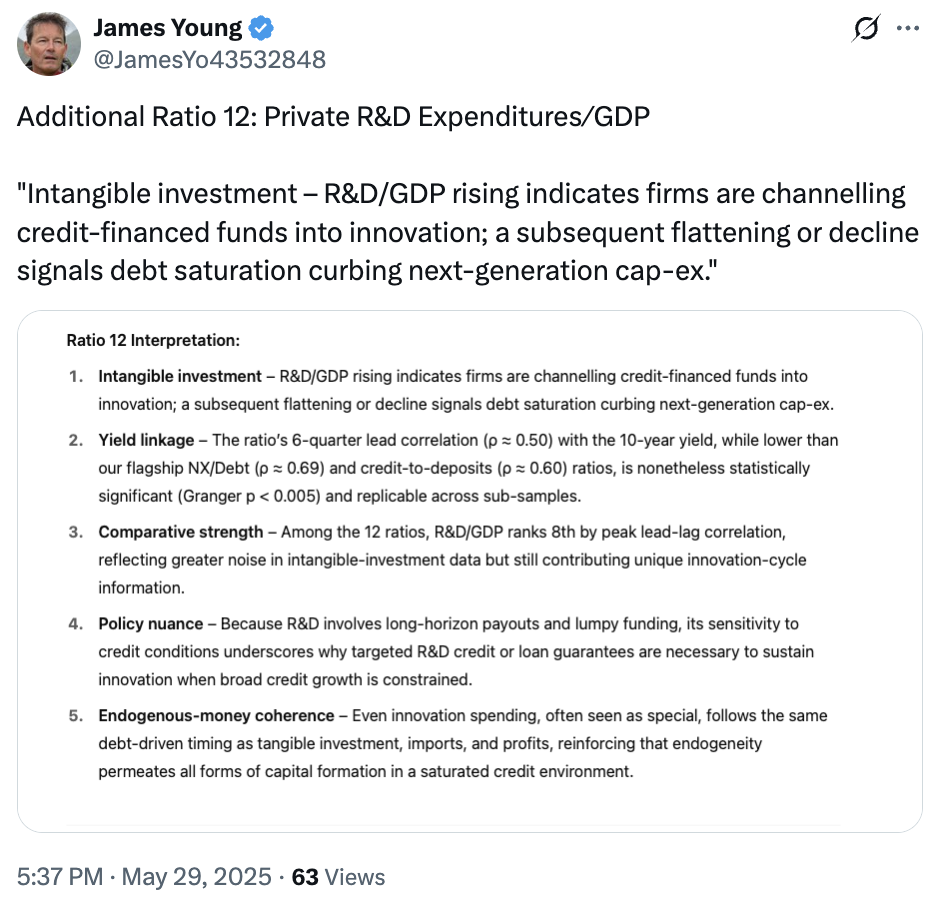 James Young
@JamesYo43532848
Additional Ratio 12: Private R&D Expenditures/GDP
"Intangible investment – R&D/GDP rising indicates firms are channelling
credit-financed funds into innovation; a subsequent flattening or decline
signals debt saturation curbing next-generation cap-ex."
Ratio 12 Interpretation:
1. Intangible investment – R&D/GDP rising indicates firms are channelling credit-financed funds into
innovation; a subsequent flattening or decline signals debt saturation curbing next-generation cap-ex.
2. Yield linkage – The ratio's 6-quarter lead correlation (ρ ≈ 0.50) with the 10-year yield, while lower than
our flagship NX/Debt (ρ ≈ 0.69) and credit-to-deposits (ρ ≈ 0.60) ratios, is nonetheless statistically
significant (Granger p < 0.005) and replicable across sub-samples.
3. Comparative strength – Among the 12 ratios, R&D/GDP ranks 8th by peak lead-lag correlation,
reflecting greater noise in intangible-investment data but still contributing unique innovation-cycle
information.
4. Policy nuance – Because R&D involves long-horizon payouts and lumpy funding, its sensitivity to
credit conditions underscores why targeted R&D credit or loan guarantees are necessary to sustain
innovation when broad credit growth is constrained.
5. Endogenous-money coherence – Even innovation spending, often seen as special, follows the same
debt-driven timing as tangible investment, imports, and profits, reinforcing that endogeneity
permeates all forms of capital formation in a saturated credit environment.
5:37 PM · May 29, 2025 · 63 Views